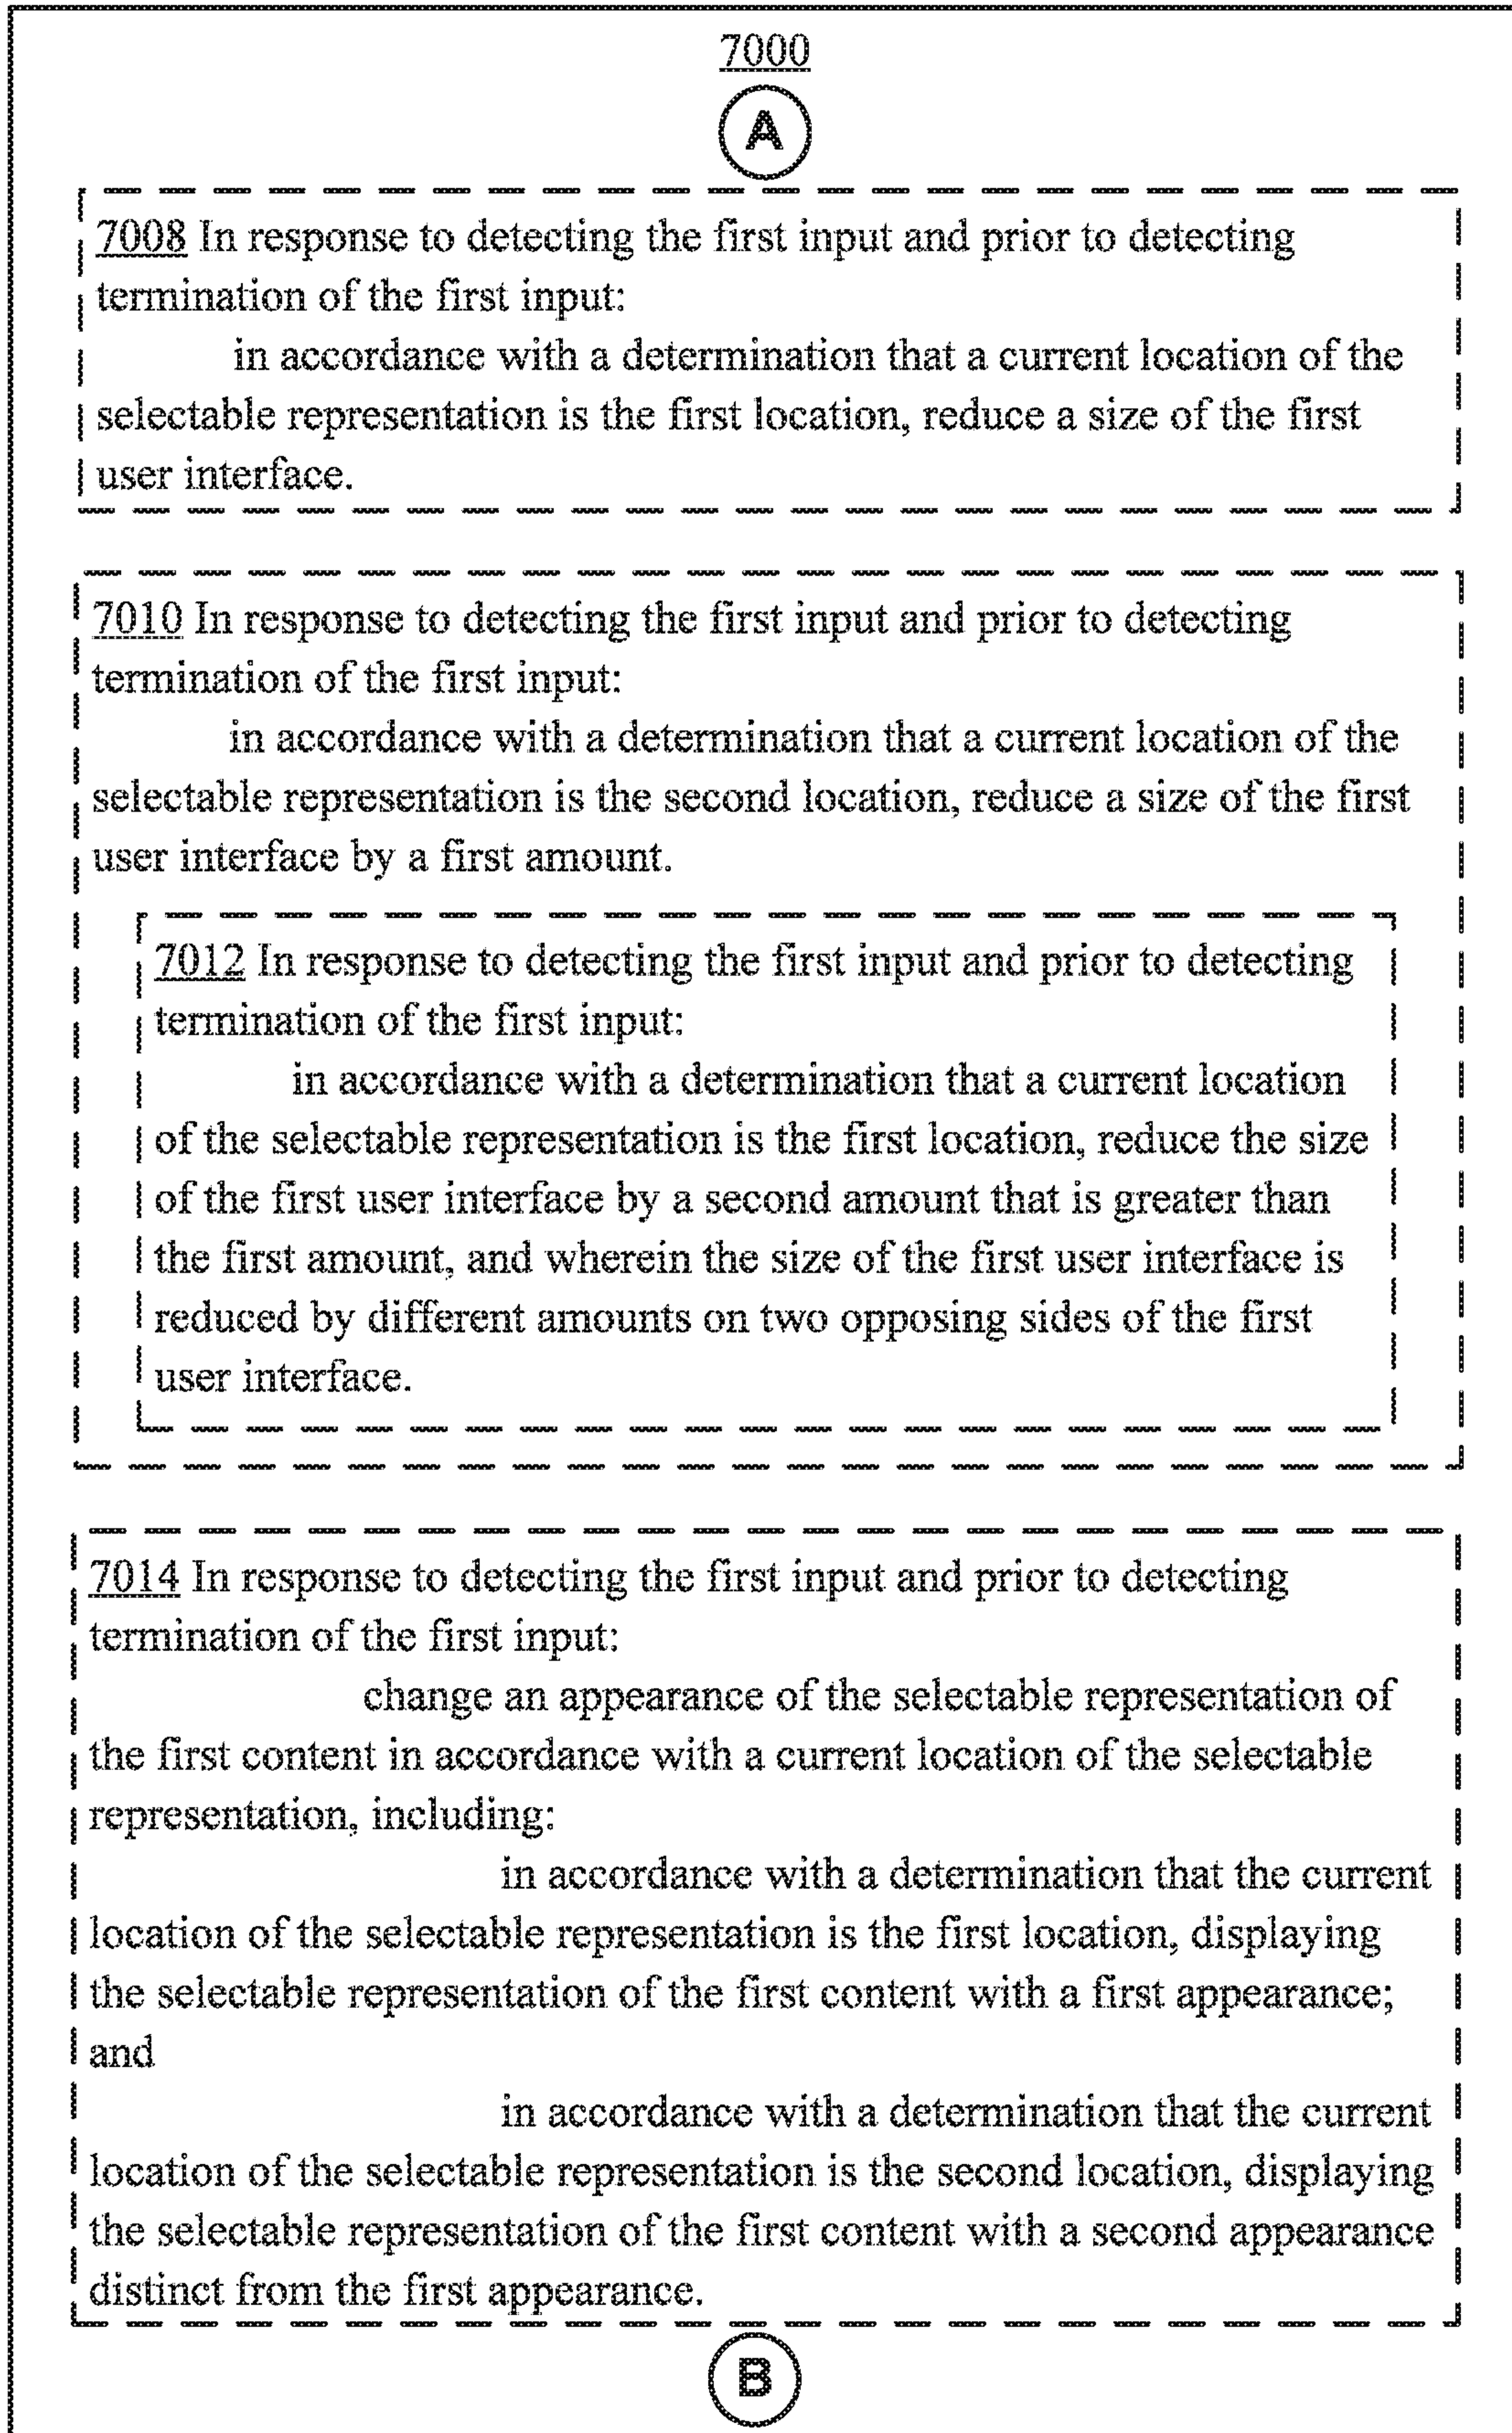 7000
A
7008 In response to detecting the first input and prior to detecting
termination of the first input:
in accordance with a determination that a current location of the
selectable representation is the first location, reduce a size of the first
user interface.
7010 In response to detecting the first input and prior to detecting
termination of the first input:
in accordance with a determination that a current location of the
selectable representation is the second location, reduce a size of the first
user interface by a first amount.
7012 In response to detecting the first input and prior to detecting
termination of the first input:
in accordance with a determination that a current location
of the selectable representation is the first location, reduce the size
of the first user interface by a second amount that is greater than
the first amount, and wherein the size of the first user interface is
reduced by different amounts on two opposing sides of the first
user interface.
7014 In response to detecting the first input and prior to detecting
termination of the first input:
change an appearance of the selectable representation of
the first content in accordance with a current location of the selectable
representation, including:
in accordance with a determination that the current
location of the selectable representation is the first location, displaying
the selectable representation of the first content with a first appearance;
and
in accordance with a determination that the current
location of the selectable representation is the second location, displaying
the selectable representation of the first content with a second appearance
distinct from the first appearance.
B